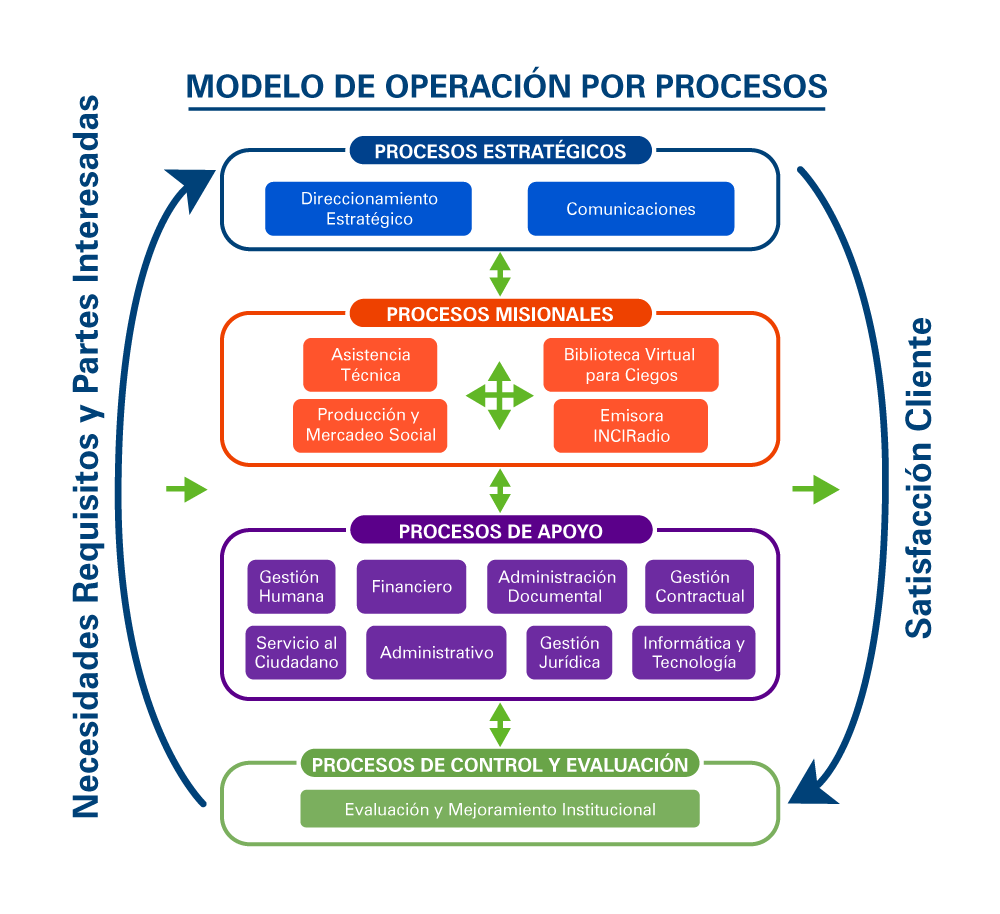 MODELO DE OPERACIÓN POR PROCESOS
Necesidades Requisitos y Partes Interesadas
PROCESOS ESTRATÉGICOS
Direccionamiento
Estratégico
Comunicaciones
PROCESOS MISIONALES
Asistencia
Técnica
Biblioteca Virtual
para Ciegos
Producción y
Mercadeo Social
Emisora
INCIRadio
PROCESOS DE APOYO
Gestión
Humana
Financiero
Administración
Documental
Gestión
Contractual
Servicio al
Ciudadano
Administrativo
Gestión
Jurídica
Informática y
Tecnología
PROCESOS DE CONTROL Y EVALUACIÓN
Evaluación y Mejoramiento Institucional
Satisfacción Cliente